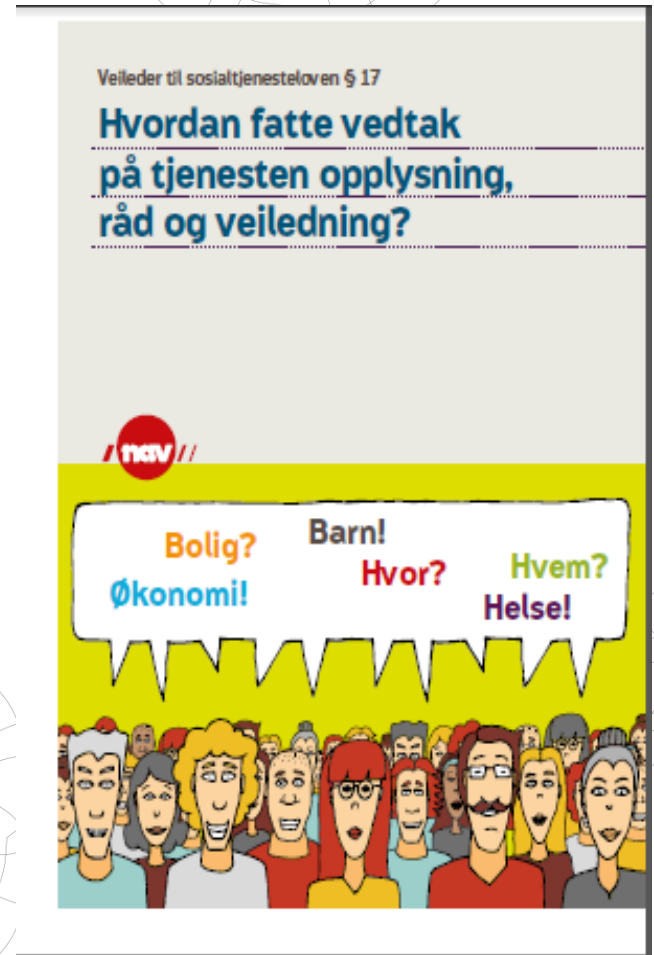 Veileder til sosialtjenesteloven § 17
Hvordan fatte vedtak
på tjenesten opplysning,
råd og veiledning?
nav
Bolig?
Barn!
Hvor?
Hvem?
Økonomi!
Helse!